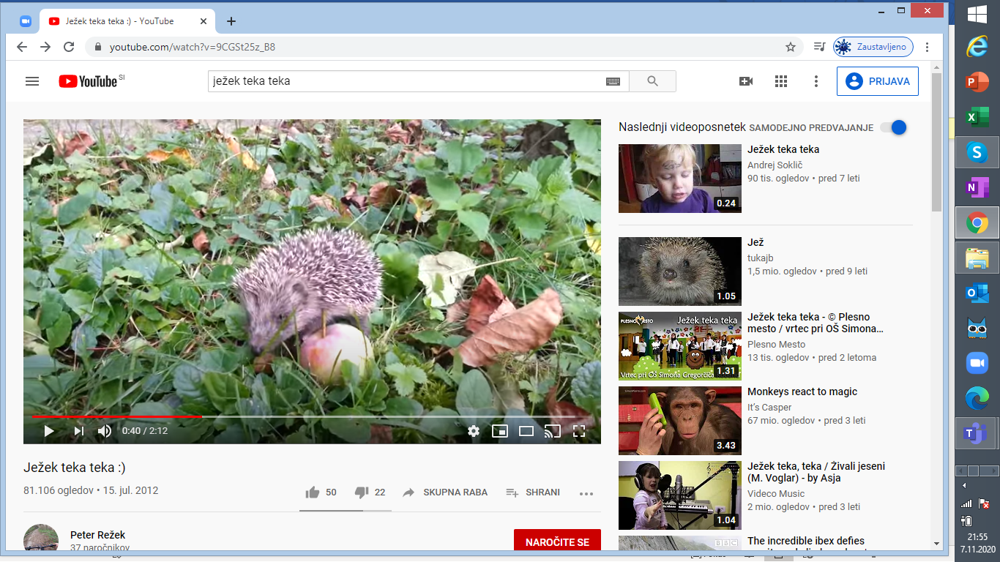 Ježek teka teka :) - YouTube
youtube.com/watch?v=9CGSt25z_B8
Zaustavljeno
YouTube SI
ježek teka teka
PRIJAVA
0:40 / 2:12
Ježek teka teka :)
81.106 ogledov • 15. jul. 2012
50
22
SKUPNA RABA
SHRANI
Peter Režek
37 naročnikov
NAROČITE SE
Naslednji videoposnetek SAMODEJNO PREDVAJANJE
0.24
Ježek teka teka
Andrej Soklič
90 tis. ogledov • pred 7 leti
1.05
Jež
tukajb
1,5 mio. ogledov • pred 9 leti
PLESNO MESTO
Ježek teka teka
Vrtec pri OŠ Simona Gregorčiča
1.31
Ježek teka teka - © Plesno
mesto / vrtec pri OŠ Simona...
Plesno Mesto
13 tis. ogledov • pred 2 letoma
3.43
Monkeys react to magic
It's Casper
67 mio. ogledov • pred 3 leti
1.04
Ježek teka, teka / Živali jeseni
(M. Voglar) - by Asja
Videco Music
2 mio. ogledov • pred 3 leti
BBC
The incredible ibex defies
21:55
7.11.2020